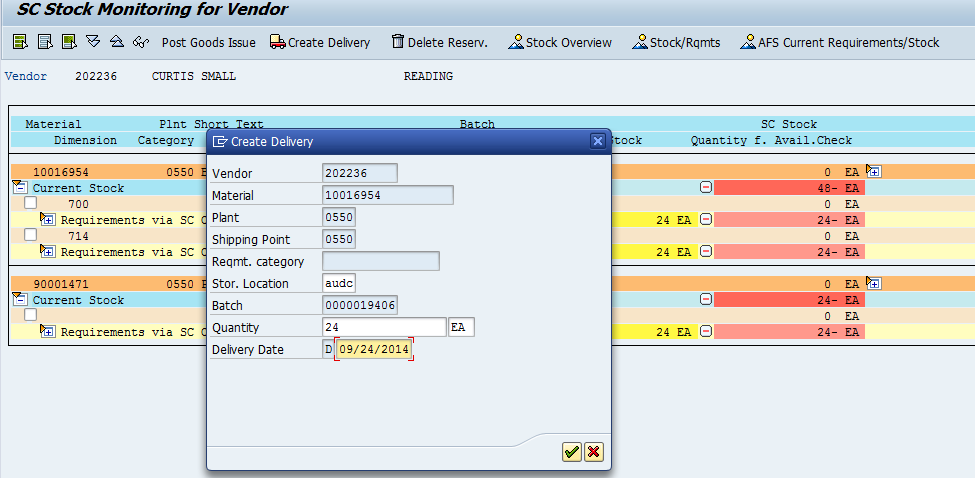 SC Stock Monitoring for Vendor
Post Goods Issue Create Delivery Delete Reserv. Stock Overview Stock/Rqmts AFS Current Requirements/Stock
Vendor 202236 CURTIS SMALL READING
Material Plnt Short Text Batch SC Stock
Dimension Category Quantity f. Avail.Check
10016954 0550 0 EA
Current Stock 48- EA
700 0 EA
Requirements via SC 24 EA 24- EA
714 0 EA
Requirements via SC 24 EA 24- EA
90001471 0550 0 EA
Current Stock 24- EA
0 EA
Requirements via SC 24 EA 24- EA
Create Delivery
Vendor 202236
Material 10016954
Plant 0550
Shipping Point 0550
Reqmt. category
Stor. Location audc
Batch 0000019406
Quantity 24 EA
Delivery Date D 09/24/2014